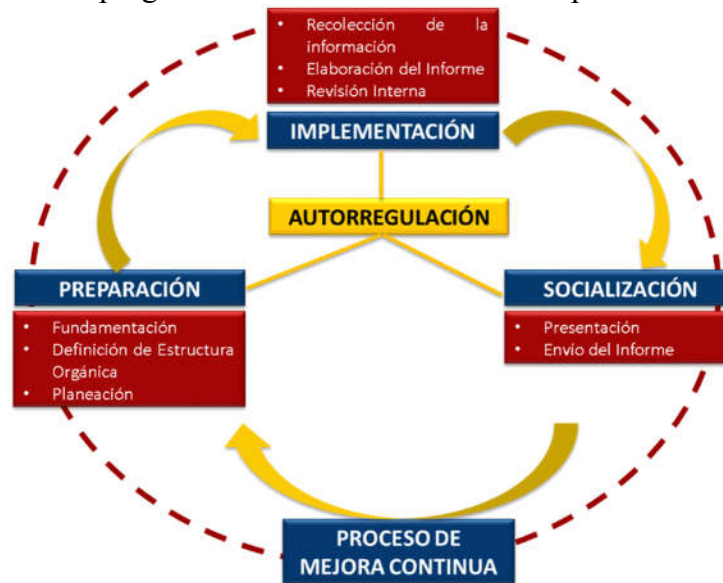 • Recolección de la
información
• Elaboración del Informe
• Revisión Interna
IMPLEMENTACIÓN
AUTORREGULACIÓN
PREPARACIÓN
• Fundamentación
• Definición de Estructura
Orgánica
• Planeación
SOCIALIZACIÓN
• Presentación
• Envío del Informe
PROCESO DE
MEJORA CONTINUA